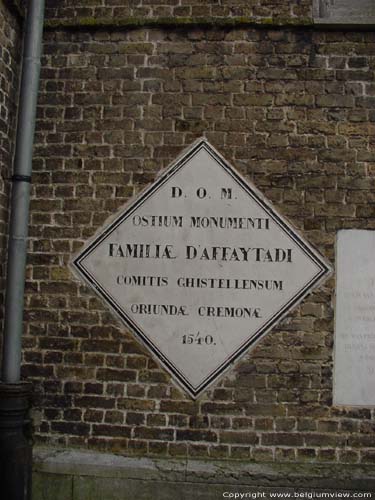 D. O. M.
OSTIUM MONUMENTI
FAMILIÆ D'AFFAYTADI
COMITIS GHISTELLENSUM
ORIUNDÆ CREMONÆ
1540.
Copyright © www.belgiumview.com